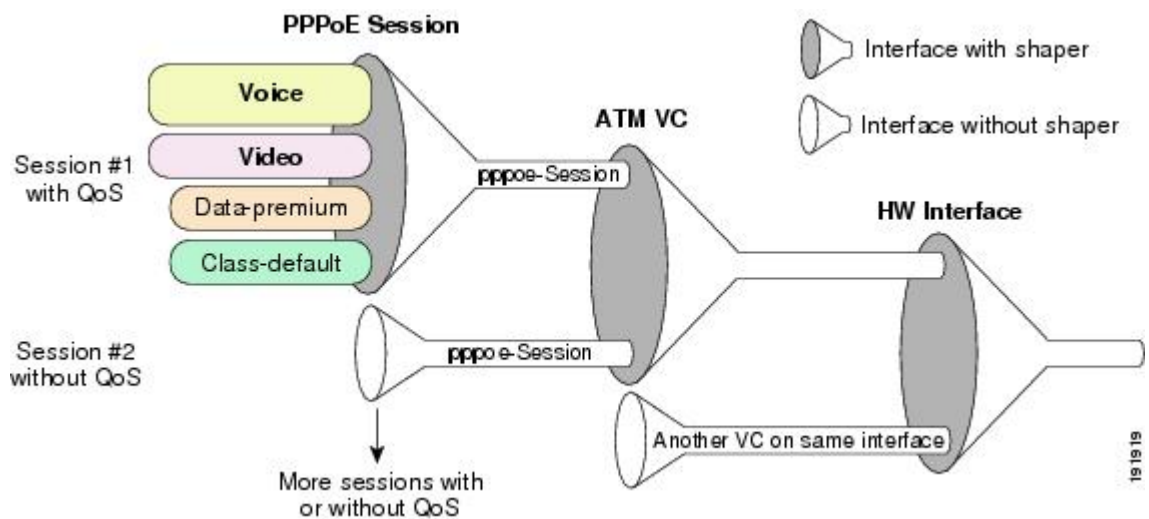 PPPoE Session
Interface with shaper
Voice
ATM VC
Interface without shaper
Video
Session #1
with QoS
pppoe-Session
Data-premium
HW Interface
Class-default
Session #2
without QoS
pppoe-Session
Another VC on same interface
More sessions with
or without QoS
191919